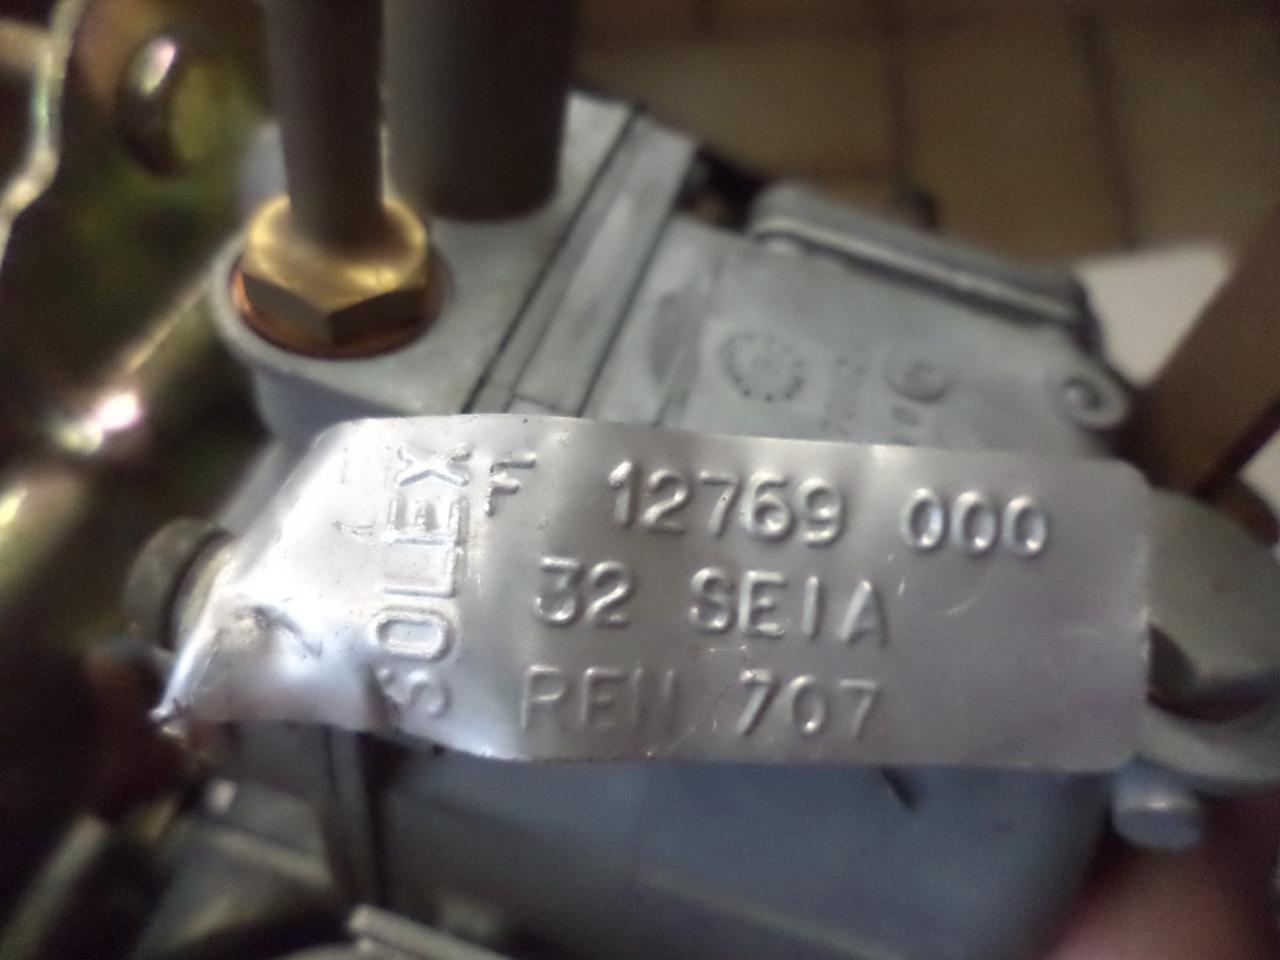 SOLEX
F 12769 000
32 SEIA
REN 707